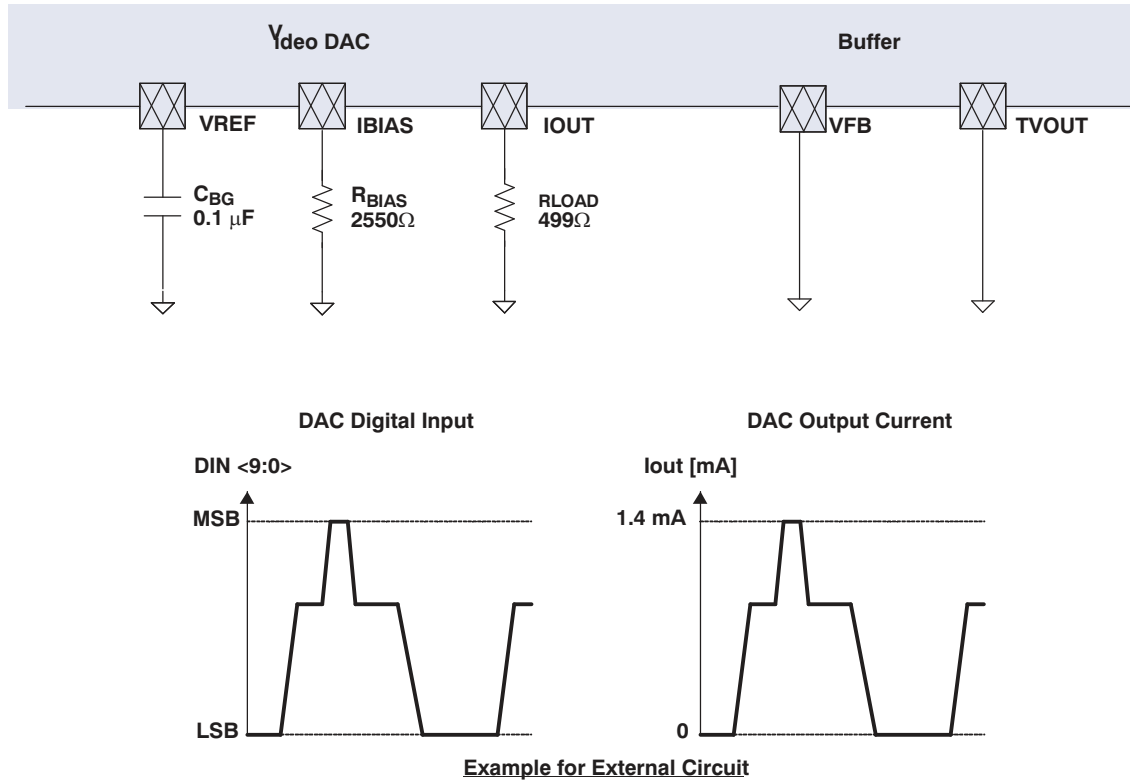 Video DAC
Buffer
VREF
IBIAS
IOUT
VFB
TVOUT
CBG
0.1 μF
RBIAS
2550Ω
RLOAD
499Ω
DAC Digital Input
DAC Output Current
DIN <9:0>
Iout [mA]
MSB
1.4 mA
LSB
0
Example for External Circuit